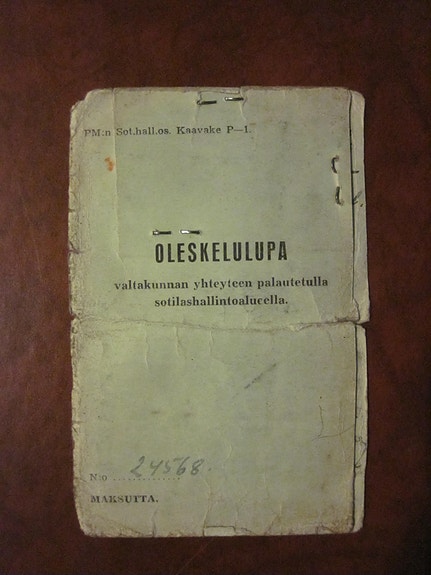 PM:n Sot.hall.os. Kaavake P—1.
OLESKELULUPA
valtakunnan yhteyteen palautetulla
sotilashallintoalueella.
N:o 24568
MAKSUTTA.